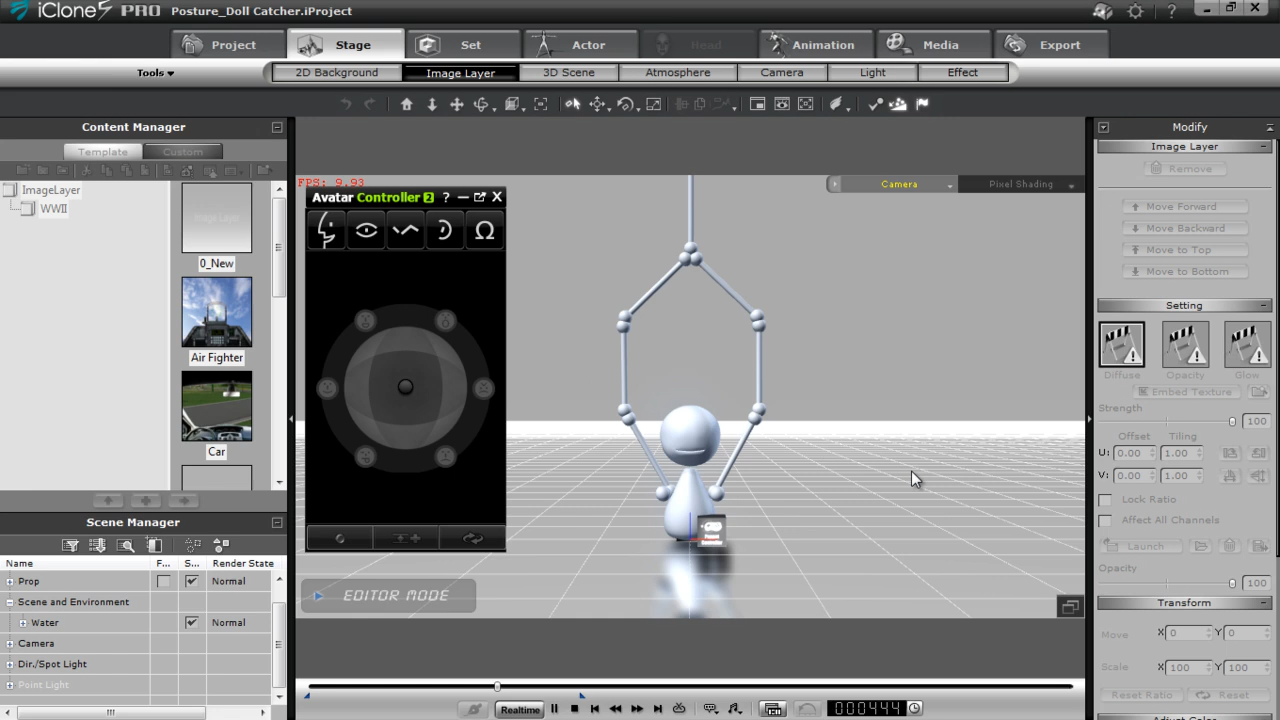 iClone5 PRO Posture_Doll Catcher.iProject
Project Stage Set Actor Head Animation Media Export
Tools 2D Background Image Layer 3D Scene Atmosphere Camera Light Effect
Content Manager
Template Custom
ImageLayer
WWII
Image Layer
0_New
Air Fighter
Car
Scene Manager
Name F... S... Render State
Prop Normal
Scene and Environment
Water Normal
Camera
Dir./Spot Light
Point Light
FPS: 9.93
Camera Pixel Shading
Avatar Controller 2 ?
EDITOR MODE
Realtime 000444
Modify
Image Layer
Remove
Move Forward
Move Backward
Move to Top
Move to Bottom
Setting
Diffuse Opacity Glow
Embed Texture
Strength
100
Offset Tiling
U: 0.00 1.00
V: 0.00 1.00
Lock Ratio
Affect All Channels
Launch
Opacity
100
Transform
Move X 0 Y 0
Scale X 100 Y 100
Reset Ratio Reset
Adjust Color